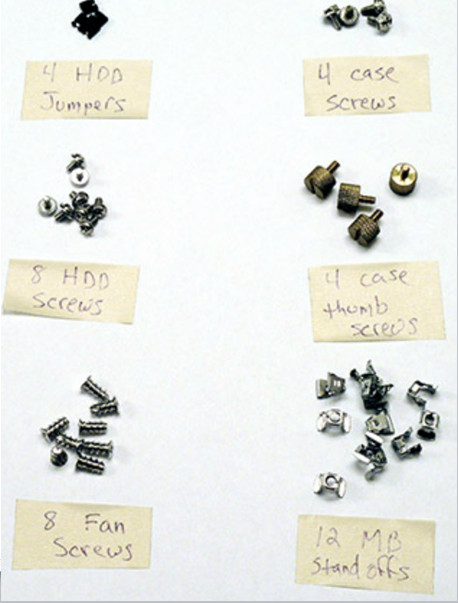 4 HDD
Jumpers
4 case
screws
8 HDD
Screws
4 case
thumb
screws
8 Fan
Screws
12 MB
Stand offs